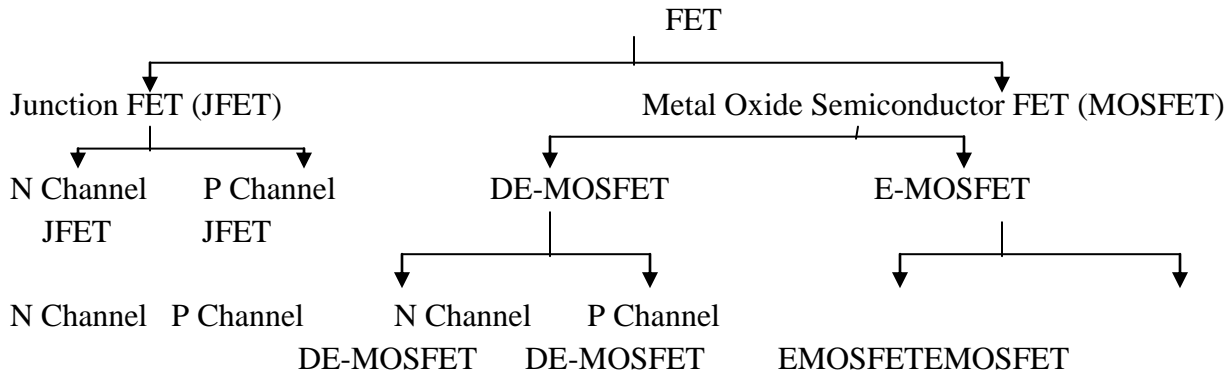 FET
Junction FET (JFET) Metal Oxide Semiconductor FET (MOSFET)
N Channel P Channel DE-MOSFET E-MOSFET
JFET JFET
N Channel P Channel N Channel P Channel
DE-MOSFET DE-MOSFET EMOSFETEMOSFET